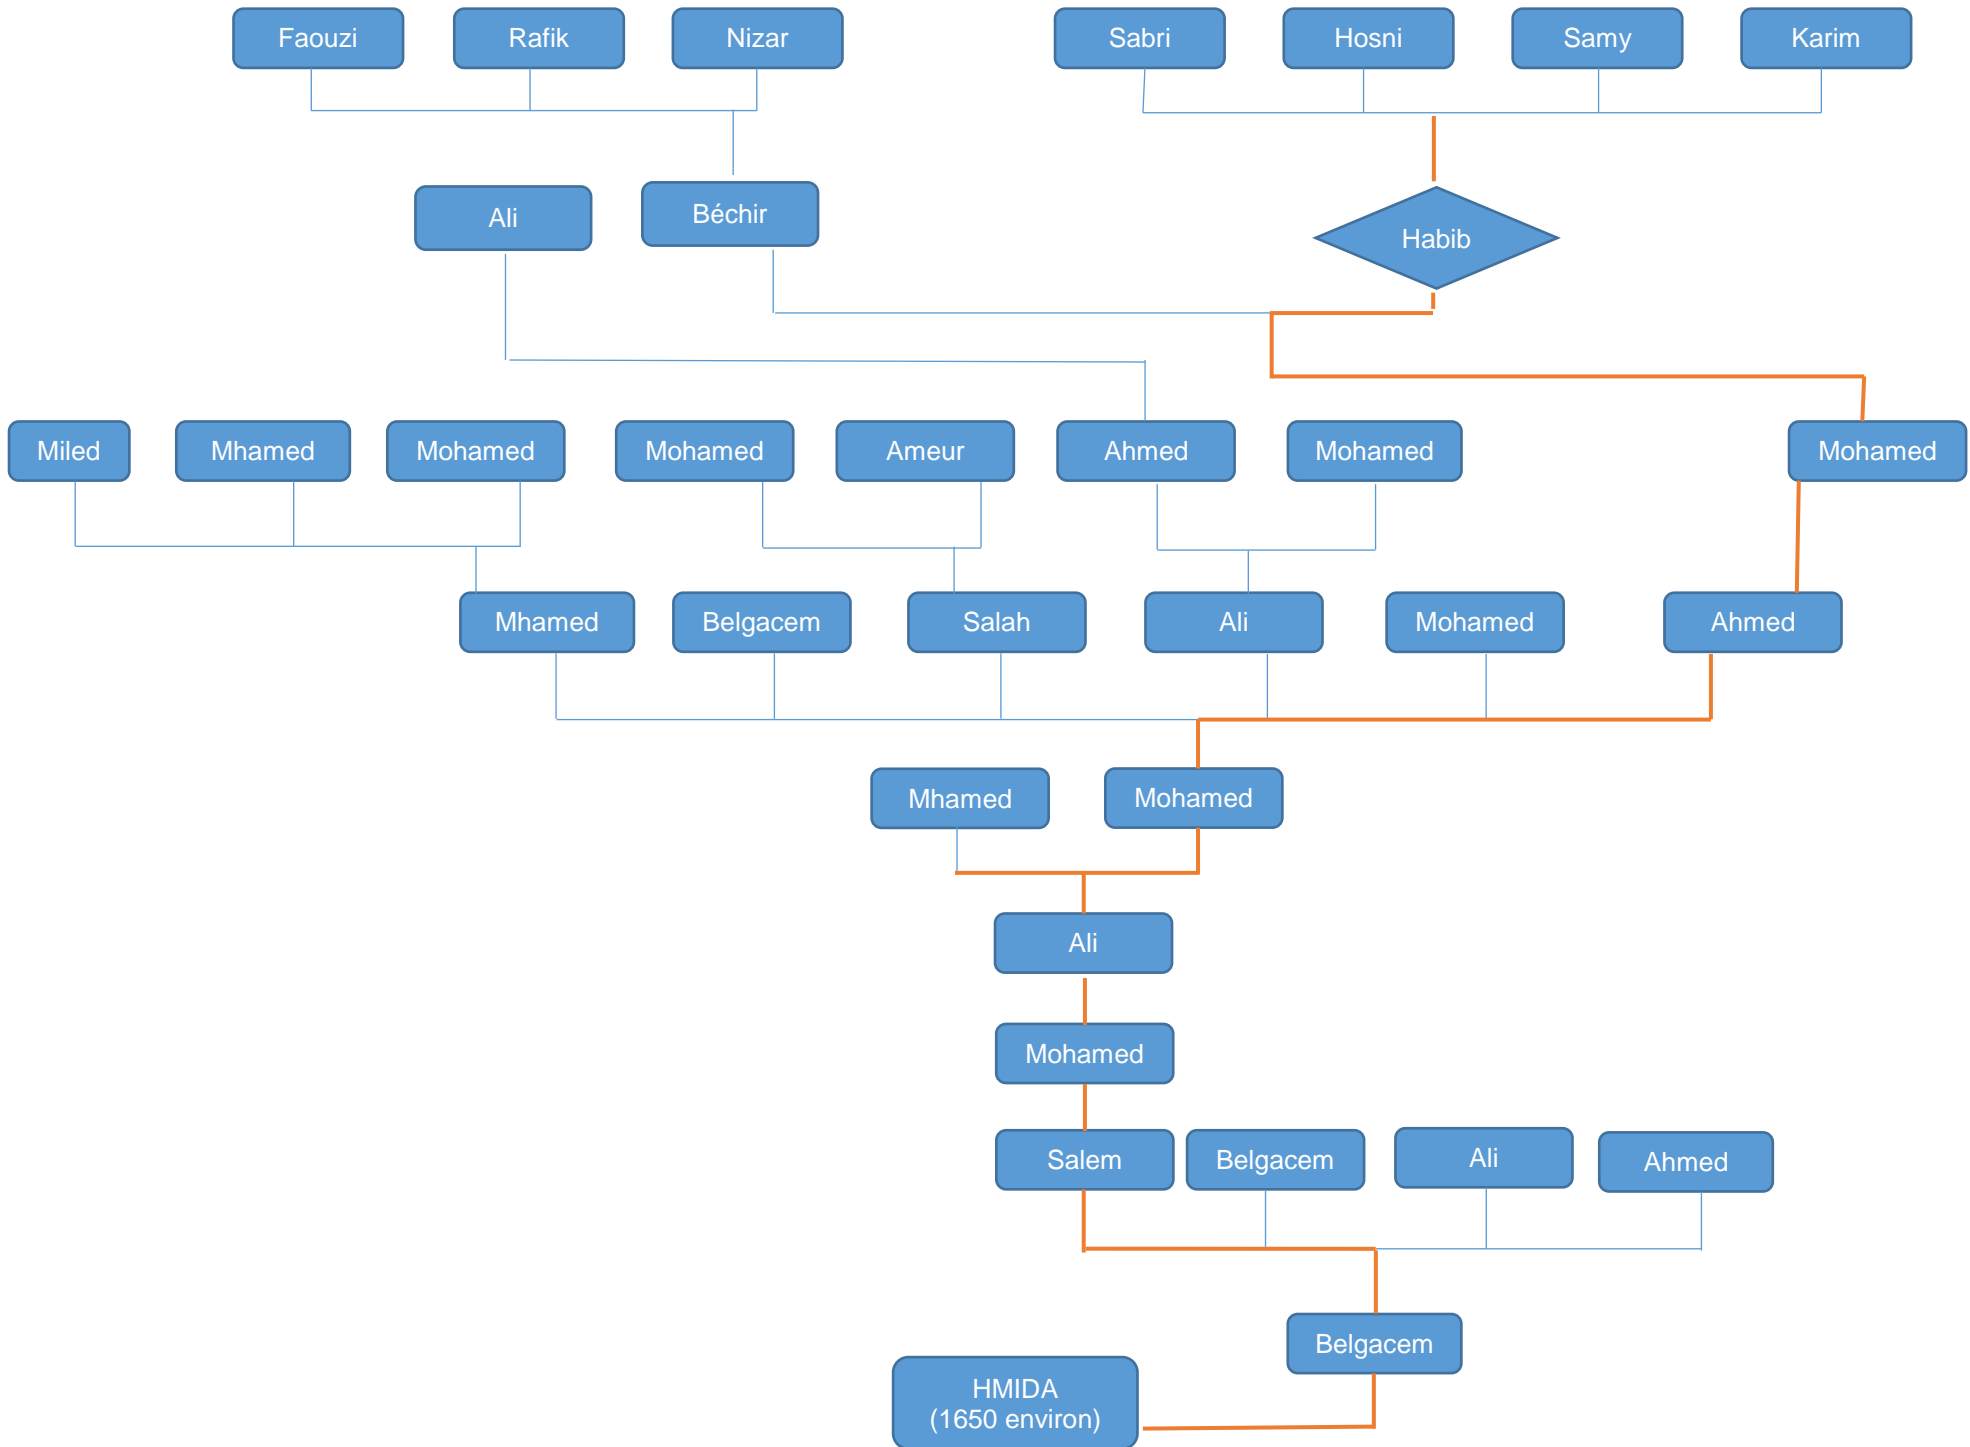 Faouzi
Rafik
Nizar
Sabri
Hosni
Samy
Karim
Ali
Béchir
Habib
Miled
Mhamed
Mohamed
Mohamed
Ameur
Ahmed
Mohamed
Mohamed
Mhamed
Belgacem
Salah
Ali
Mohamed
Ahmed
Mhamed
Mohamed
Ali
Mohamed
Salem
Belgacem
Ali
Ahmed
Belgacem
HMIDA
(1650 environ)